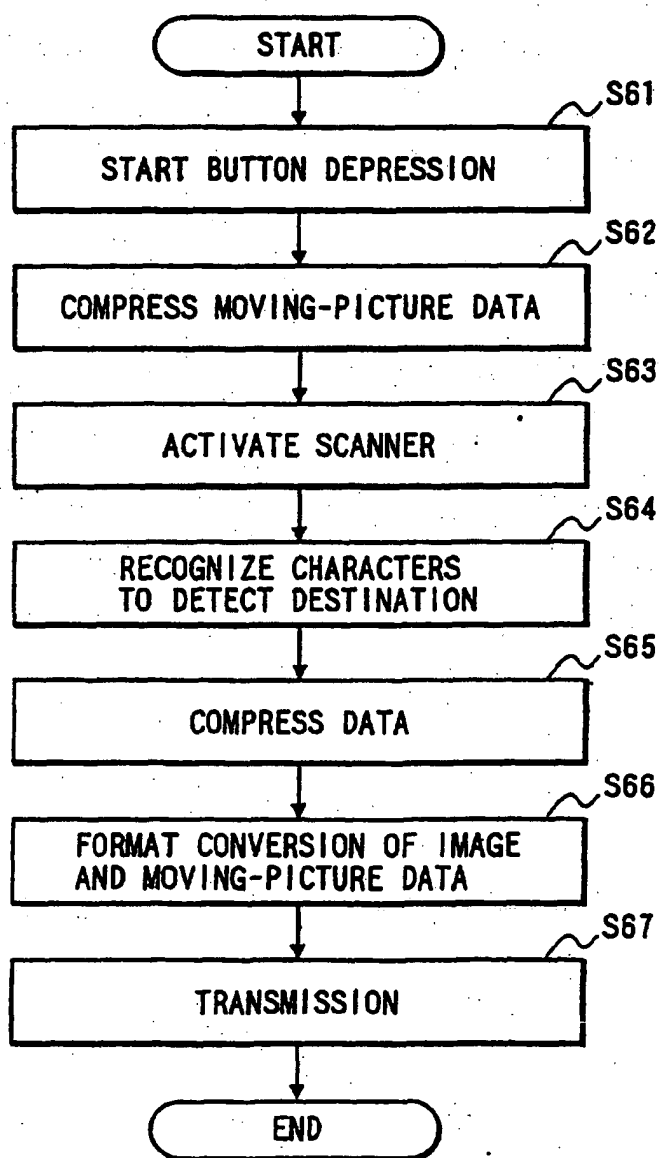 START
S61
START BUTTON DEPRESSION
S62
COMPRESS MOVING-PICTURE DATA
S63
ACTIVATE SCANNER
S64
RECOGNIZE CHARACTERS
TO DETECT DESTINATION
S65
COMPRESS DATA
S66
FORMAT CONVERSION OF IMAGE
AND MOVING-PICTURE DATA
S67
TRANSMISSION
END